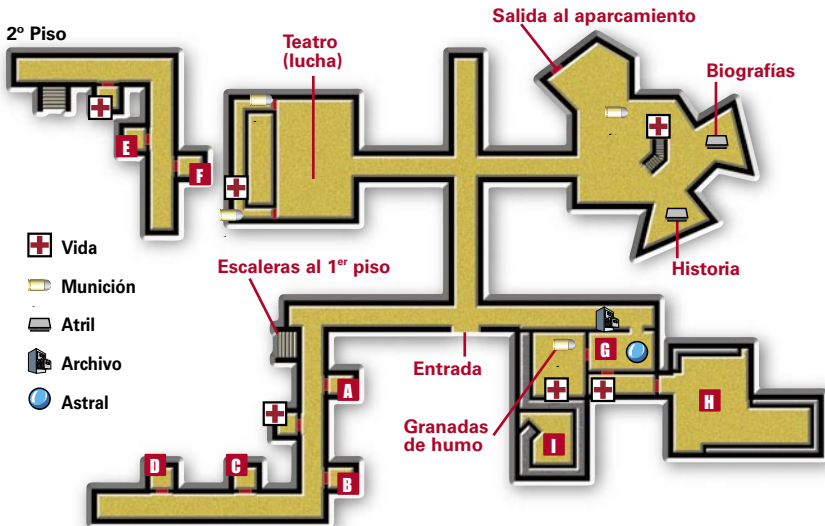 2º Piso
Salida al aparcamiento
Teatro
(lucha)
Biografías
E
F
Vida
Munición
Atril
Archivo
Astral
Escaleras al 1er piso
Historia
Entrada
Granadas
de humo
A
B
C
D
G
H
I